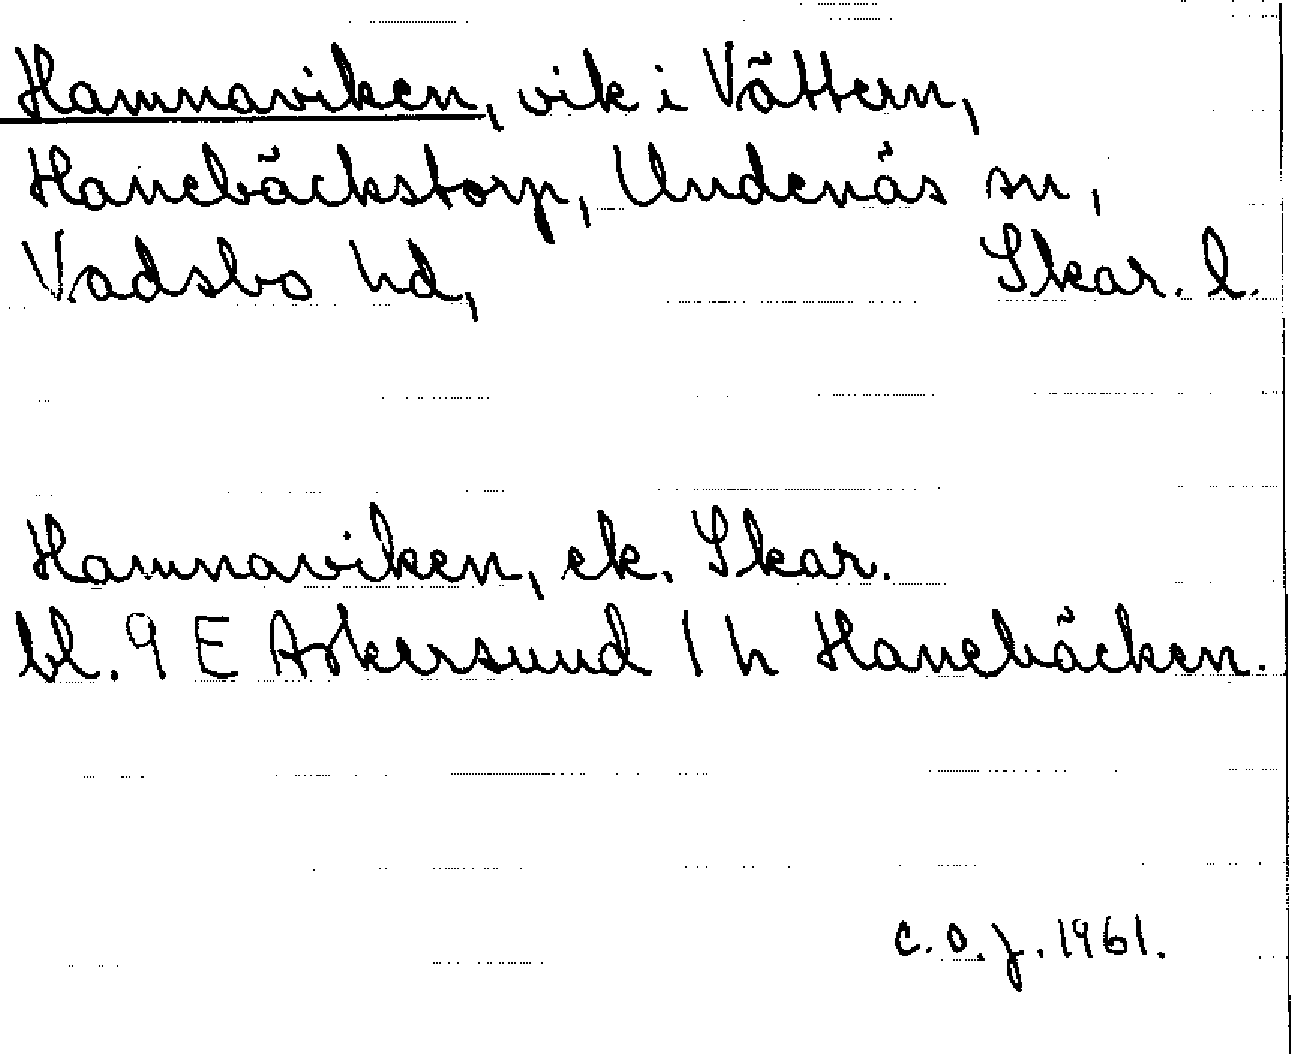 Hamnaviken, vik i Vättern,
Hanebäckstorp, Undenäs sn,
Vadsbo hd, Skar. l.
Hamnaviken, ek. Skar.
bl. 9 E Askersund 1 h Hanebäcken.
C.O.J. 1961.